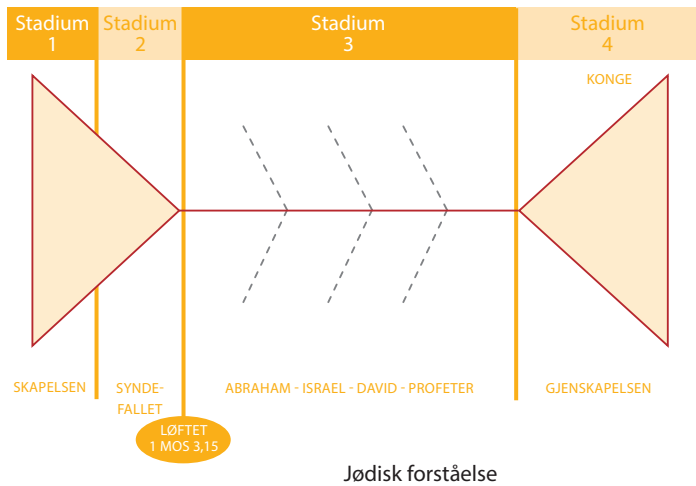 Stadium
1
Stadium
2
Stadium
3
Stadium
4
KONGE
SKAPELSEN
SYNDE-
FALLET
ABRAHAM - ISRAEL - DAVID - PROFETER
GJENSKAPELSEN
LØFTET
1 MOS 3,15
Jødisk forståelse